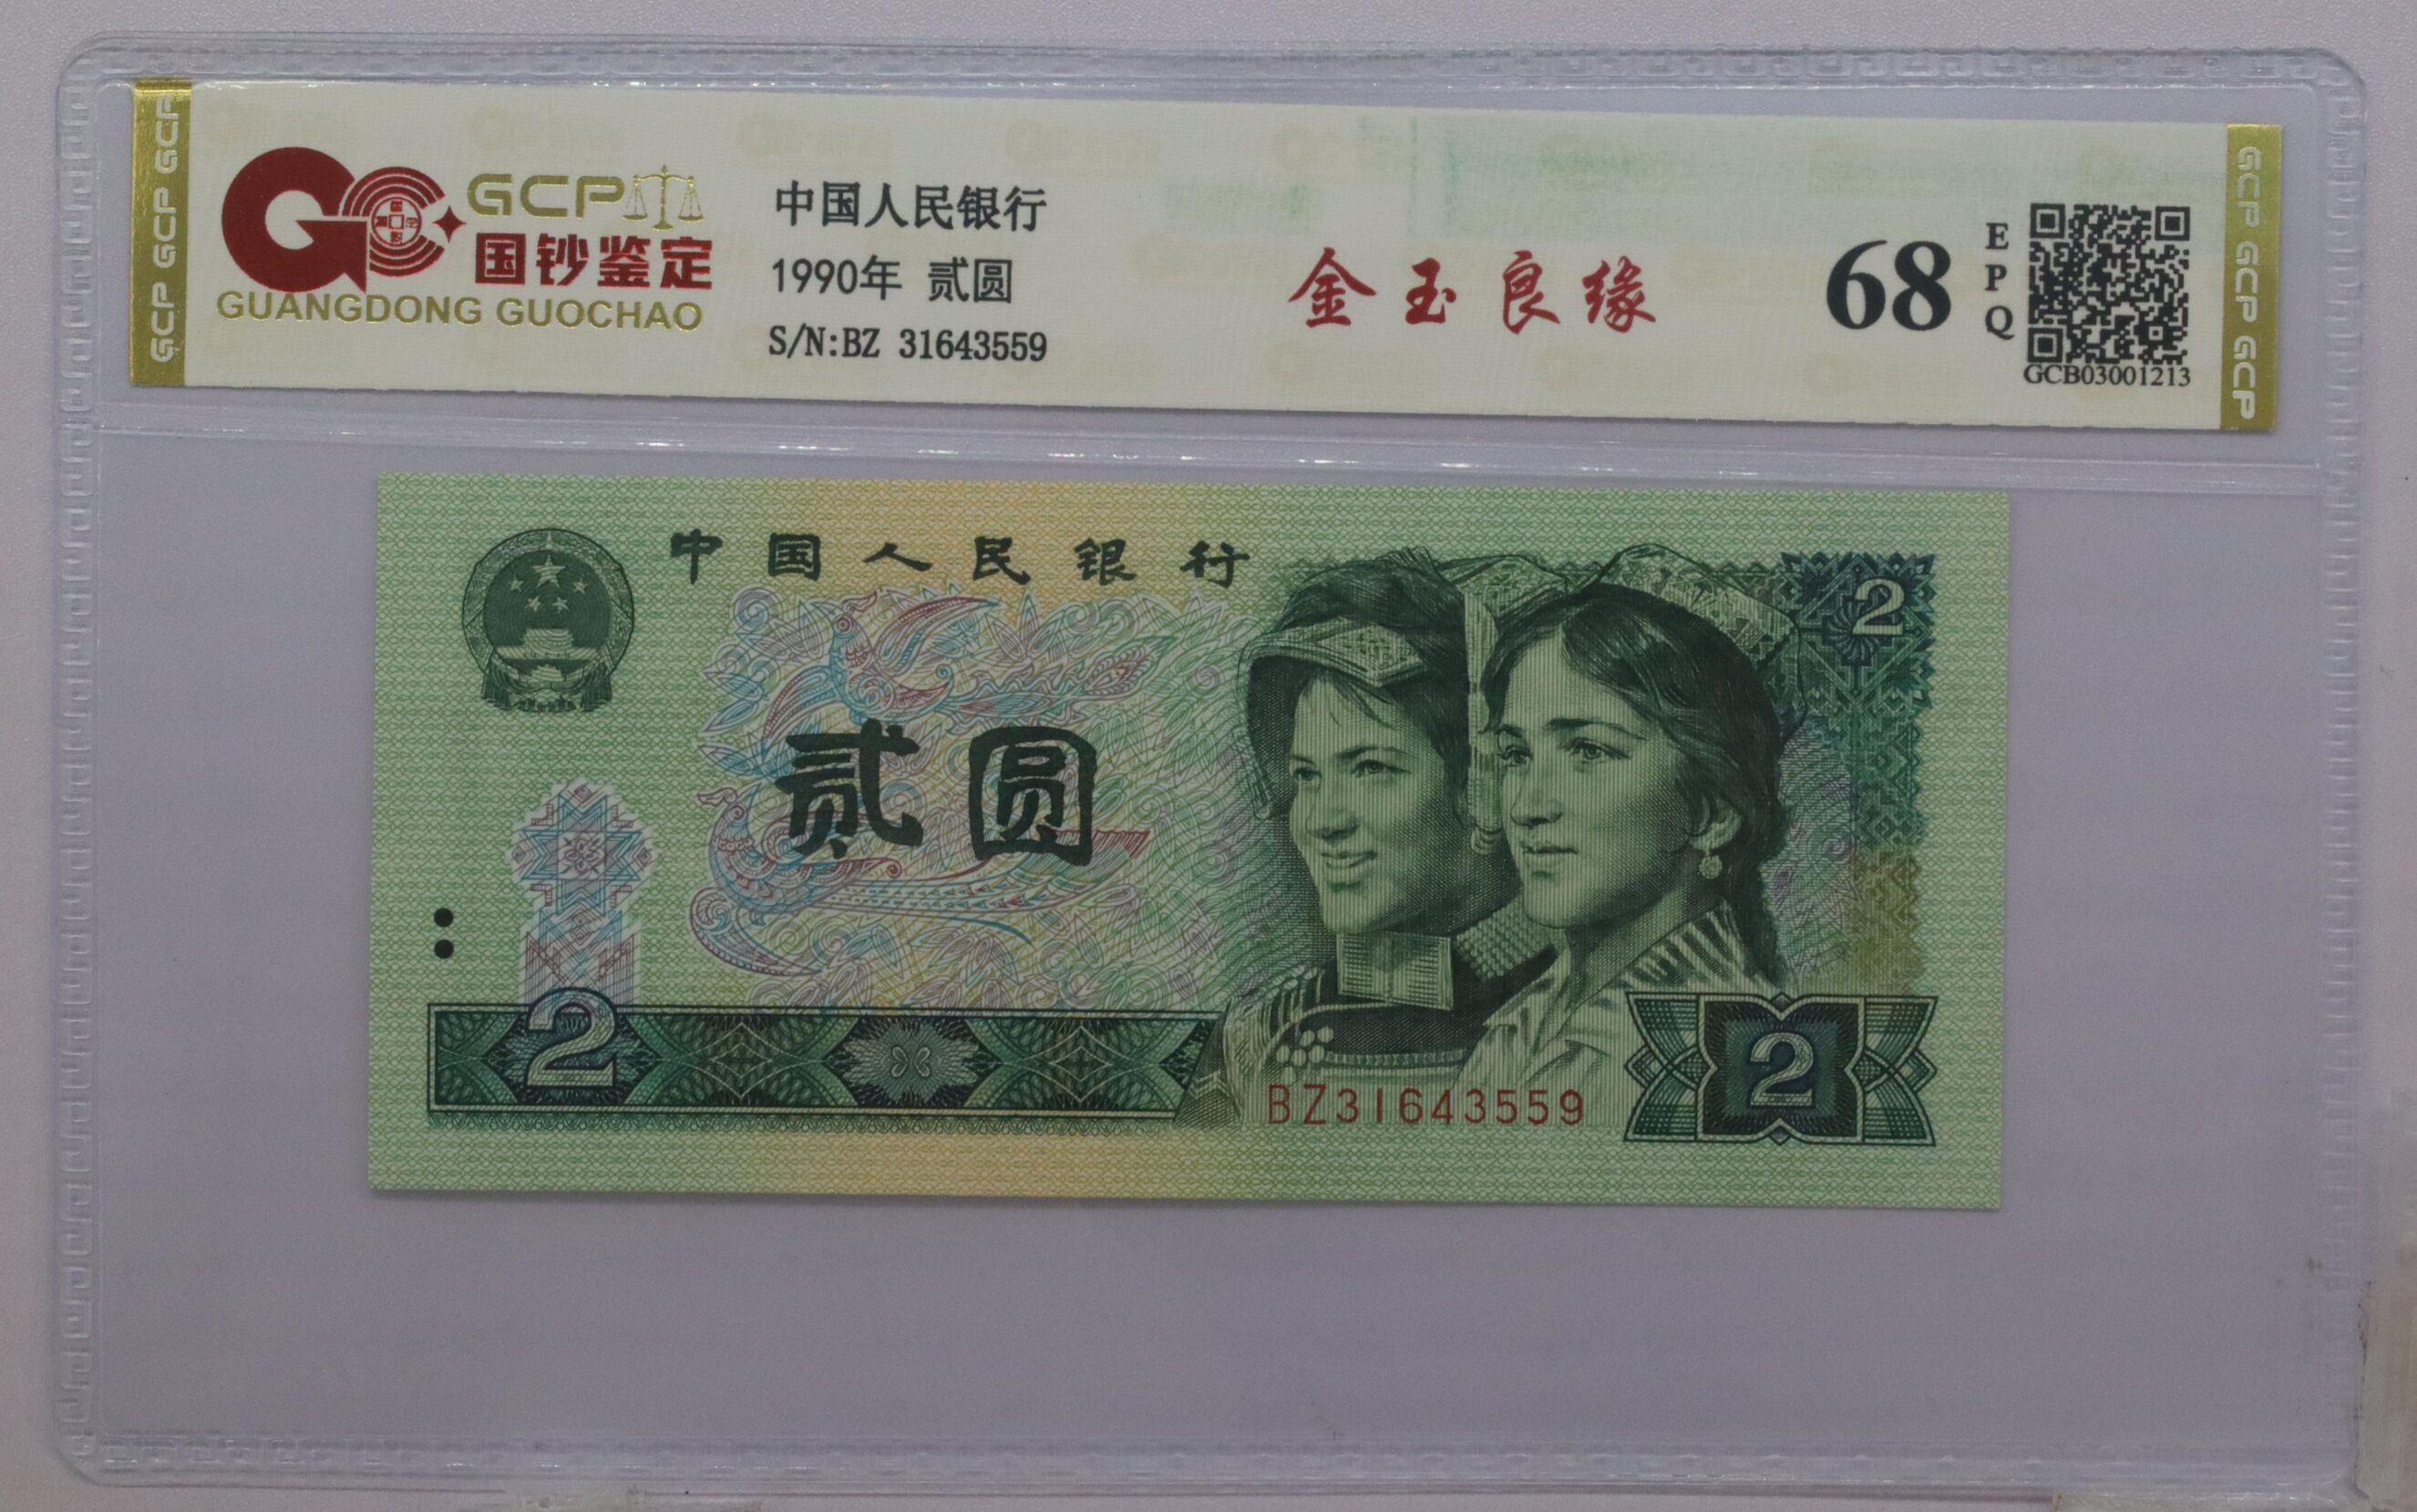 GCP GCP GCP
GCP
国钞鉴定
GUANGDONG GUOCHAO
中国人民银行
1990年 贰圆
S/N:BZ 31643559
金玉良缘
68
EPQ
GCB03001213
GCP GCP GCP
中国人民银行
2
贰圆
2
BZ31643559
2